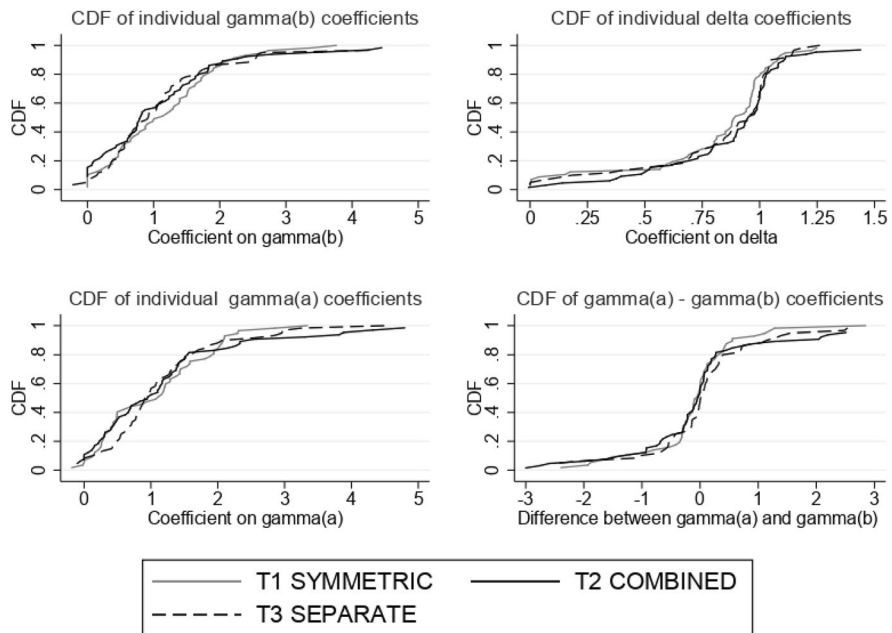 CDF of individual gamma(b) coefficients
CDF
0 .2 .4 .6 .8 1
0 1 2 3 4 5
Coefficient on gamma(b)
CDF of individual delta coefficients
CDF
0 .2 .4 .6 .8 1
0 .25 .5 .75 1 1.25 1.5
Coefficient on delta
CDF of individual gamma(a) coefficients
CDF
0 .2 .4 .6 .8 1
0 1 2 3 4 5
Coefficient on gamma(a)
CDF of gamma(a) - gamma(b) coefficients
CDF
0 .2 .4 .6 .8 1
-3 -2 -1 0 1 2 3
Difference between gamma(a) and gamma(b)
T1 SYMMETRIC
T2 COMBINED
T3 SEPARATE